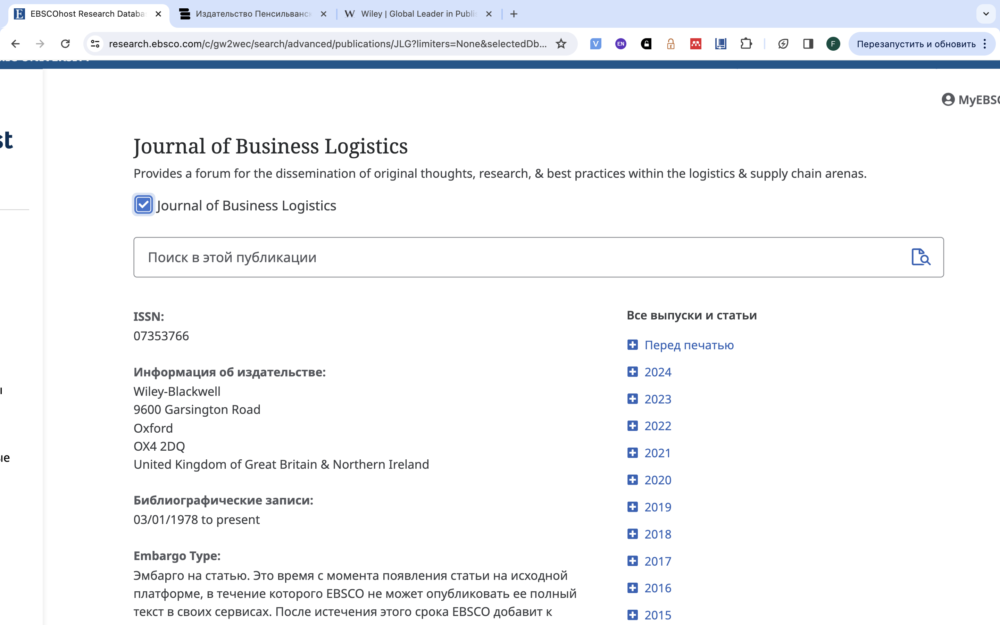 EBSCOhost Research Databa
Издательство Пенсильванск
Wiley | Global Leader in Publis
research.ebsco.com/c/gw2wec/search/advanced/publications/JLG?limiters=None&selectedDb...
Перезапустить и обновить
MyEBSC
st
Journal of Business Logistics
Provides a forum for the dissemination of original thoughts, research, & best practices within the logistics & supply chain arenas.
Journal of Business Logistics
Поиск в этой публикации
ISSN:
07353766
Информация об издательстве:
Wiley-Blackwell
9600 Garsington Road
Oxford
OX4 2DQ
United Kingdom of Great Britain & Northern Ireland
Библиографические записи:
03/01/1978 to present
Embargo Type:
Эмбарго на статью. Это время с момента появления статьи на исходной
платформе, в течение которого EBSCO не может опубликовать ее полный
текст в своих сервисах. После истечения этого срока EBSCO добавит к
Все выпуски и статьи
Перед печатью
2024
2023
2022
2021
2020
2019
2018
2017
2016
2015